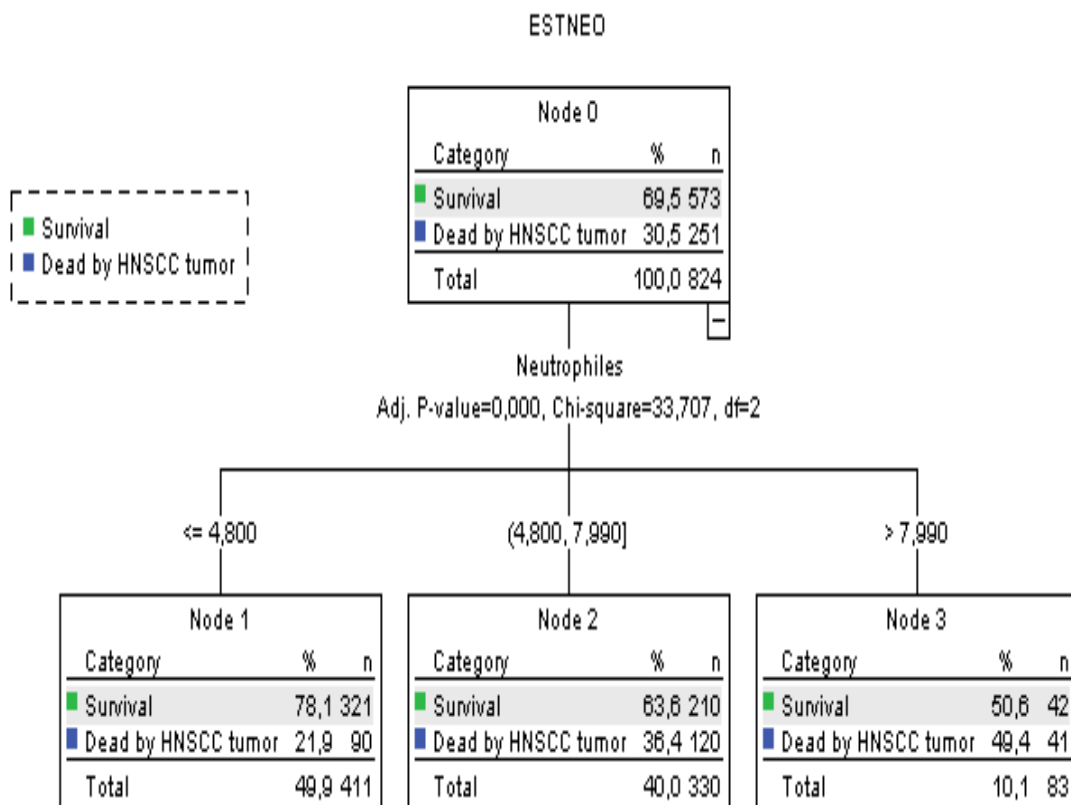 ESTNEO
Node 0
Category % n
Survival 69,5 573
Dead by HNSCC tumor 30,5 251
Total 100,0 824
Survival
Dead by HNSCC tumor
Neutrophiles
Adj. P-value=0,000, Chi-square=33,707, df=2
<= 4,800
(4,800, 7,990]
> 7,990
Node 1
Category % n
Survival 78,1 321
Dead by HNSCC tumor 21,9 90
Total 49,9 411
Node 2
Category % n
Survival 63,6 210
Dead by HNSCC tumor 36,4 120
Total 40,0 330
Node 3
Category % n
Survival 50,6 42
Dead by HNSCC tumor 49,4 41
Total 10,1 83